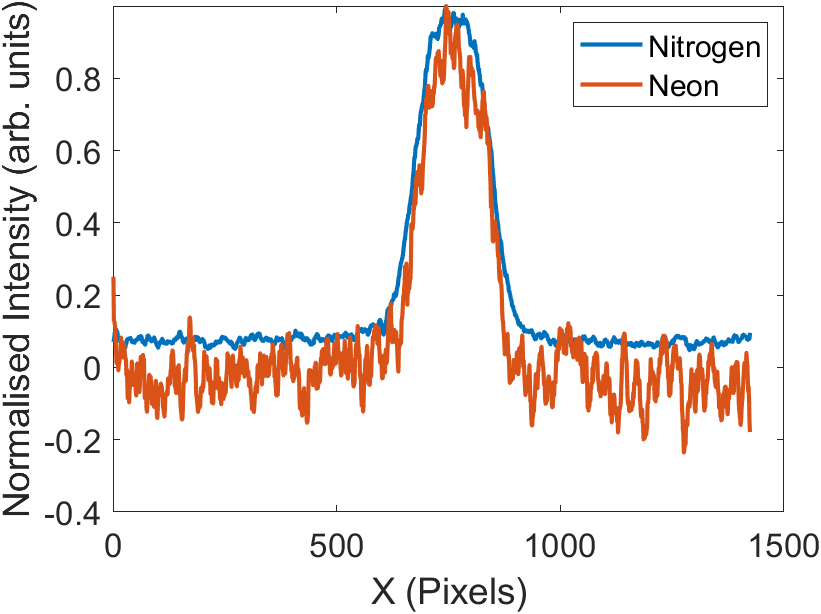 Normalised Intensity (arb. units)
0.8
0.6
0.4
0.2
0
-0.2
-0.4
0
500
1000
1500
X (Pixels)
Nitrogen
Neon